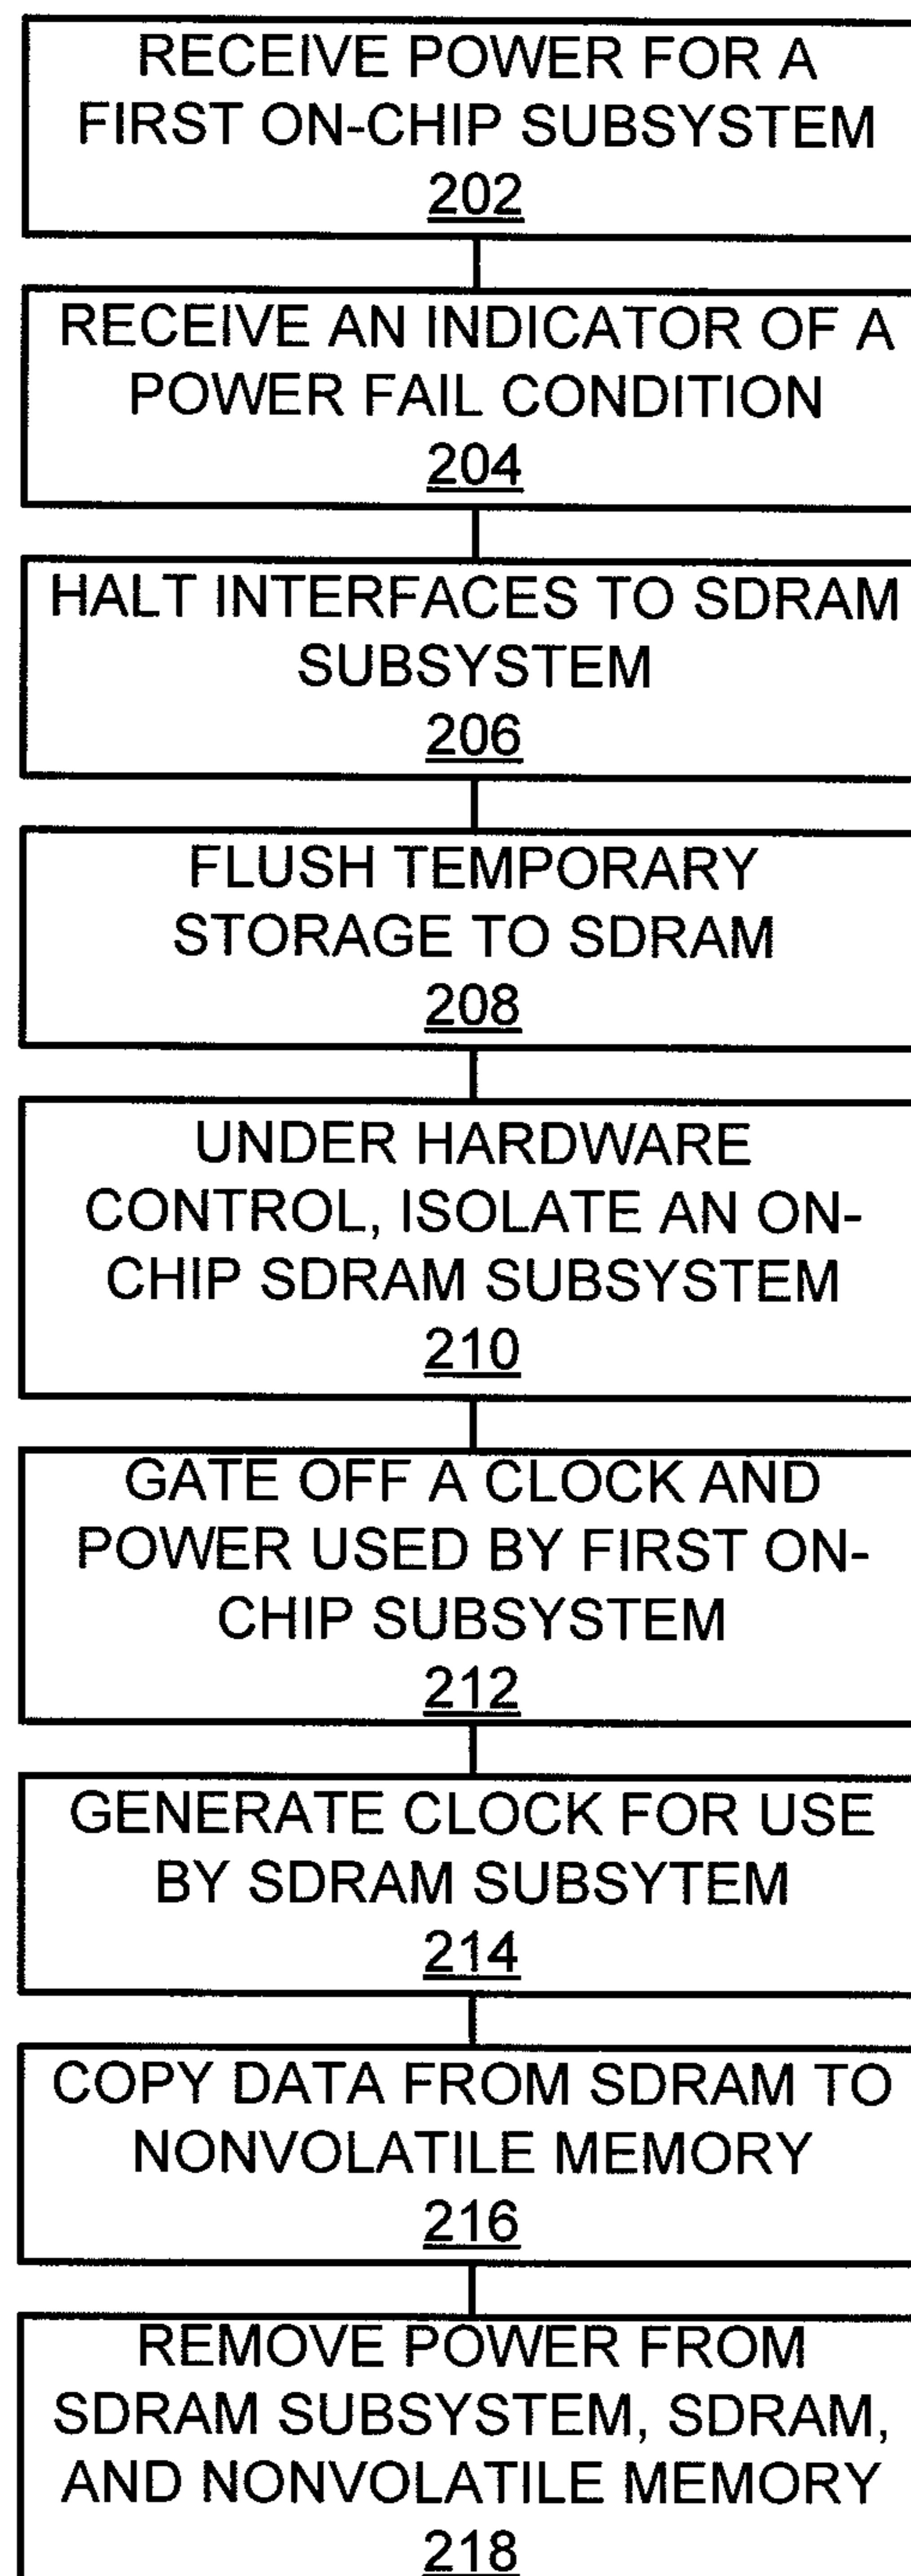 RECEIVE POWER FOR A
FIRST ON-CHIP SUBSYSTEM
202
RECEIVE AN INDICATOR OF A
POWER FAIL CONDITION
204
HALT INTERFACES TO SDRAM
SUBSYSTEM
206
FLUSH TEMPORARY
STORAGE TO SDRAM
208
UNDER HARDWARE
CONTROL, ISOLATE AN ON-
CHIP SDRAM SUBSYSTEM
210
GATE OFF A CLOCK AND
POWER USED BY FIRST ON-
CHIP SUBSYSTEM
212
GENERATE CLOCK FOR USE
BY SDRAM SUBSYTEM
214
COPY DATA FROM SDRAM TO
NONVOLATILE MEMORY
216
REMOVE POWER FROM
SDRAM SUBSYSTEM, SDRAM,
AND NONVOLATILE MEMORY
218